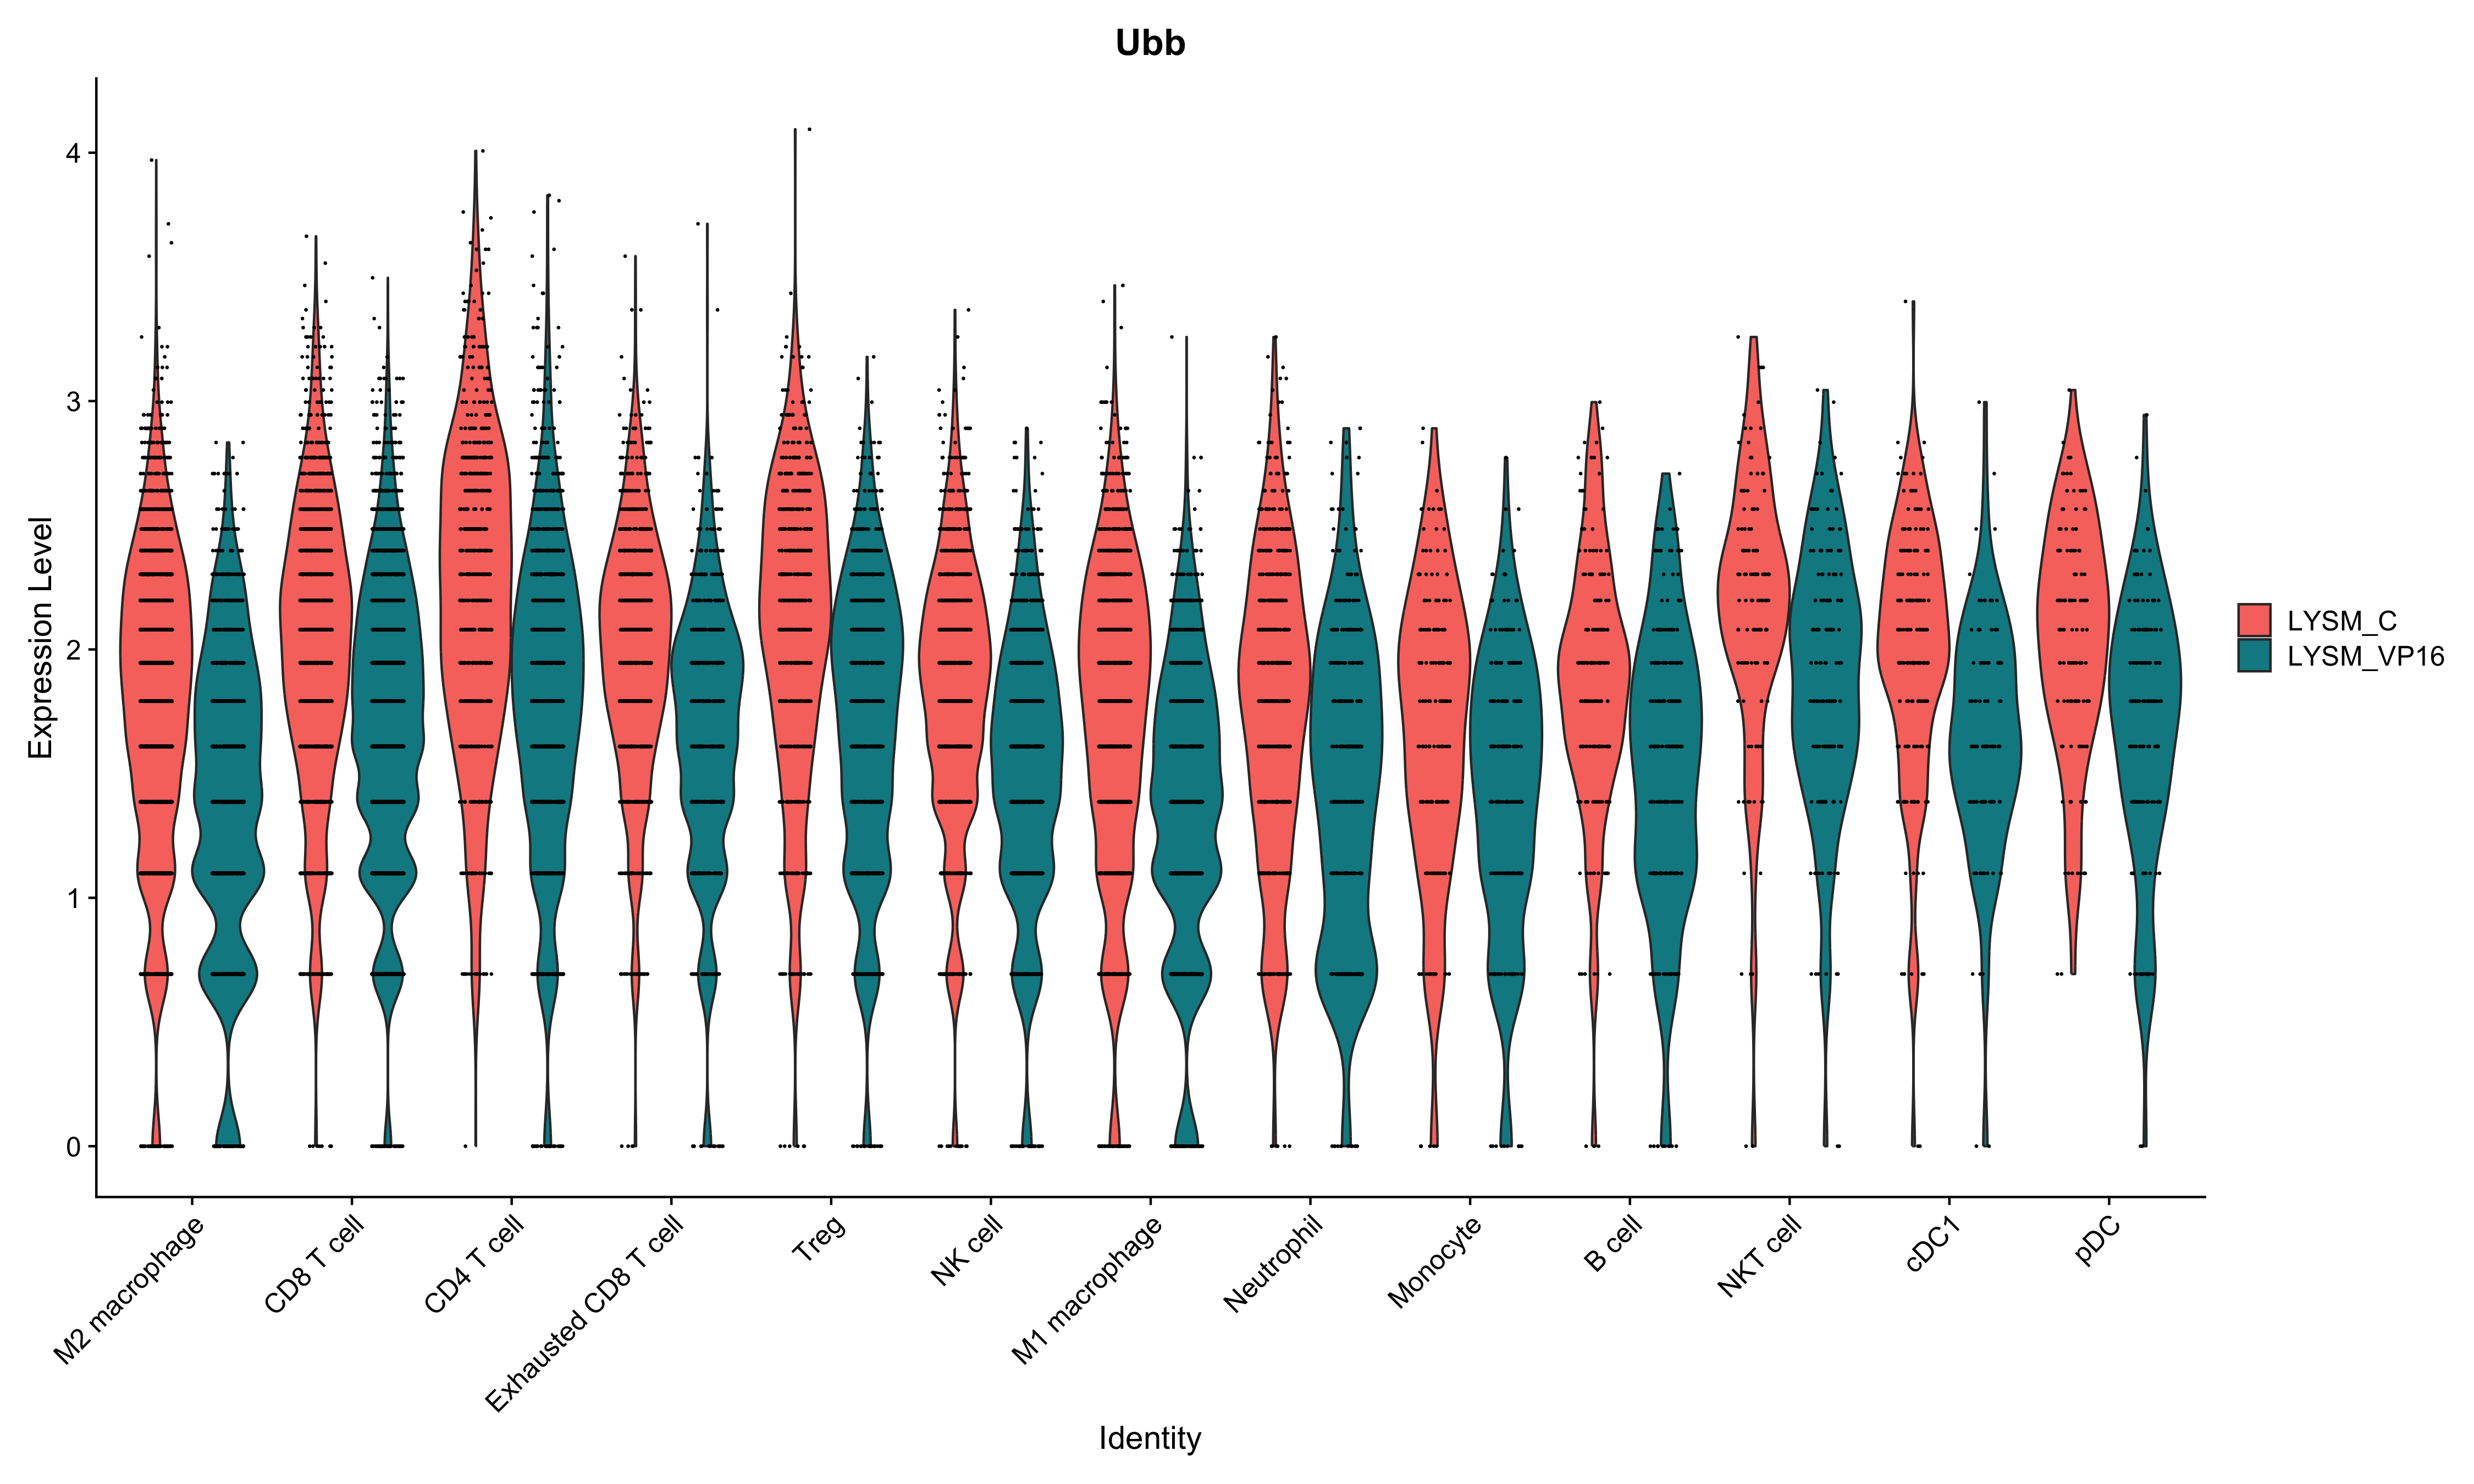 Ubb
Expression Level
4
3
2
1
0
M2 macrophage
CD8 T cell
CD4 T cell
Exhausted CD8 T cell
Treg
NK cell
M1 macrophage
Neutrophil
Monocyte
B cell
NKT cell
cDC1
pDC
Identity
LYSM_C
LYSM_VP16